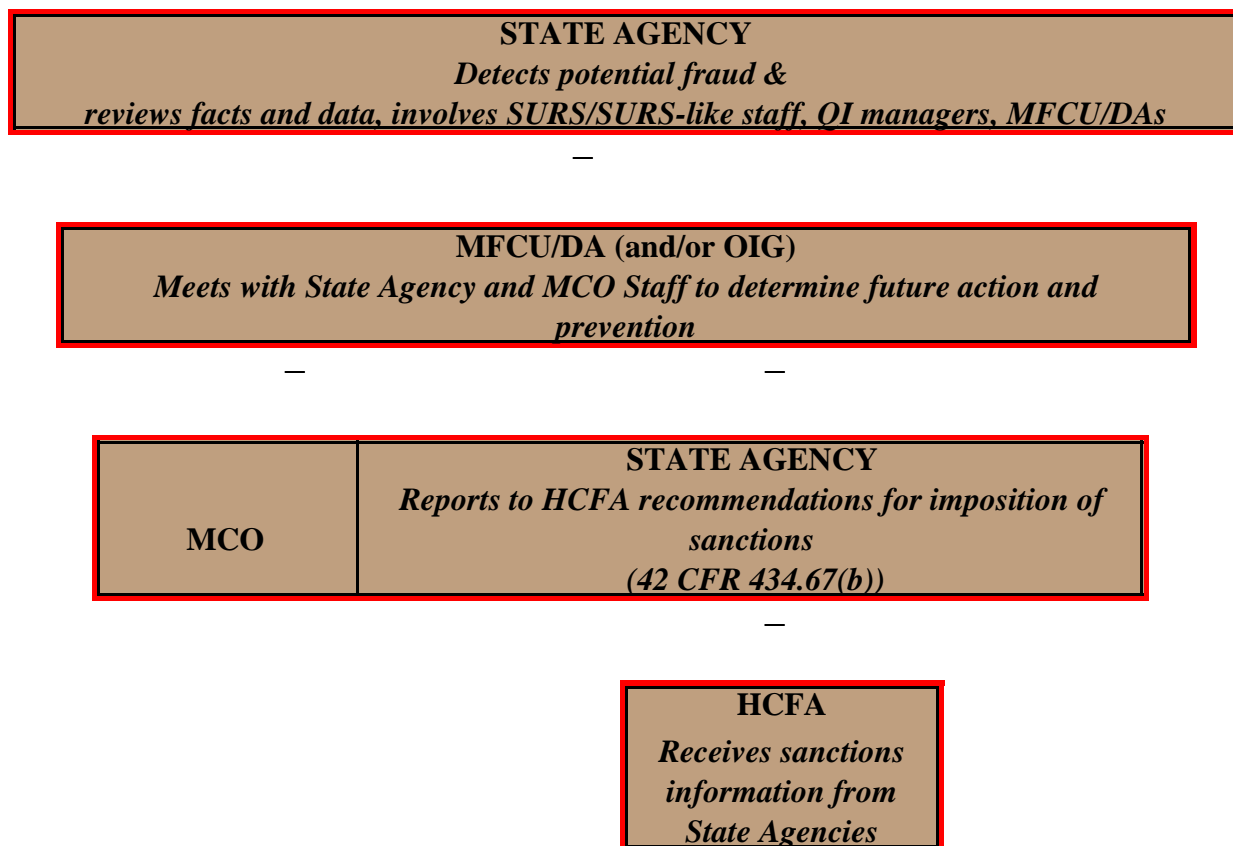 STATE AGENCY
Detects potential fraud &
reviews facts and data, involves SURS/SURS-like staff, QI managers, MFCU/DAs
–
MFCU/DA (and/or OIG)
Meets with State Agency and MCO Staff to determine future action and
prevention
– –
MCO
STATE AGENCY
Reports to HCFA recommendations for imposition of
sanctions
(42 CFR 434.67(b))
–
HCFA
Receives sanctions
information from
State Agencies